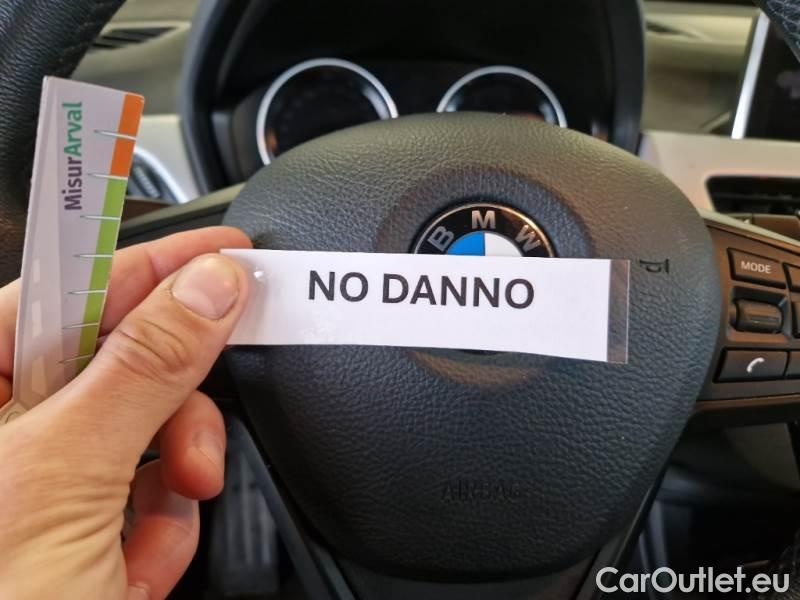 MisurArval
BMW
NO DANNO
MODE
AIRBAG
CarOutlet.eu